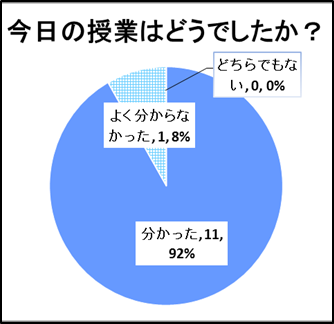 今日の授業はどうでしたか？
どちらでもな
い, 0, 0%
よく分からな
かった, 1, 8%
分かった, 11,
92%